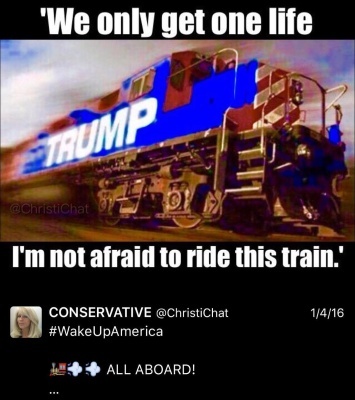 'We only get one life
TRUMP
@ChristiChat
I'm not afraid to ride this train.'
CONSERVATIVE @ChristiChat 1/4/16
#WakeUpAmerica
🚂💨💨 ALL ABOARD!
...